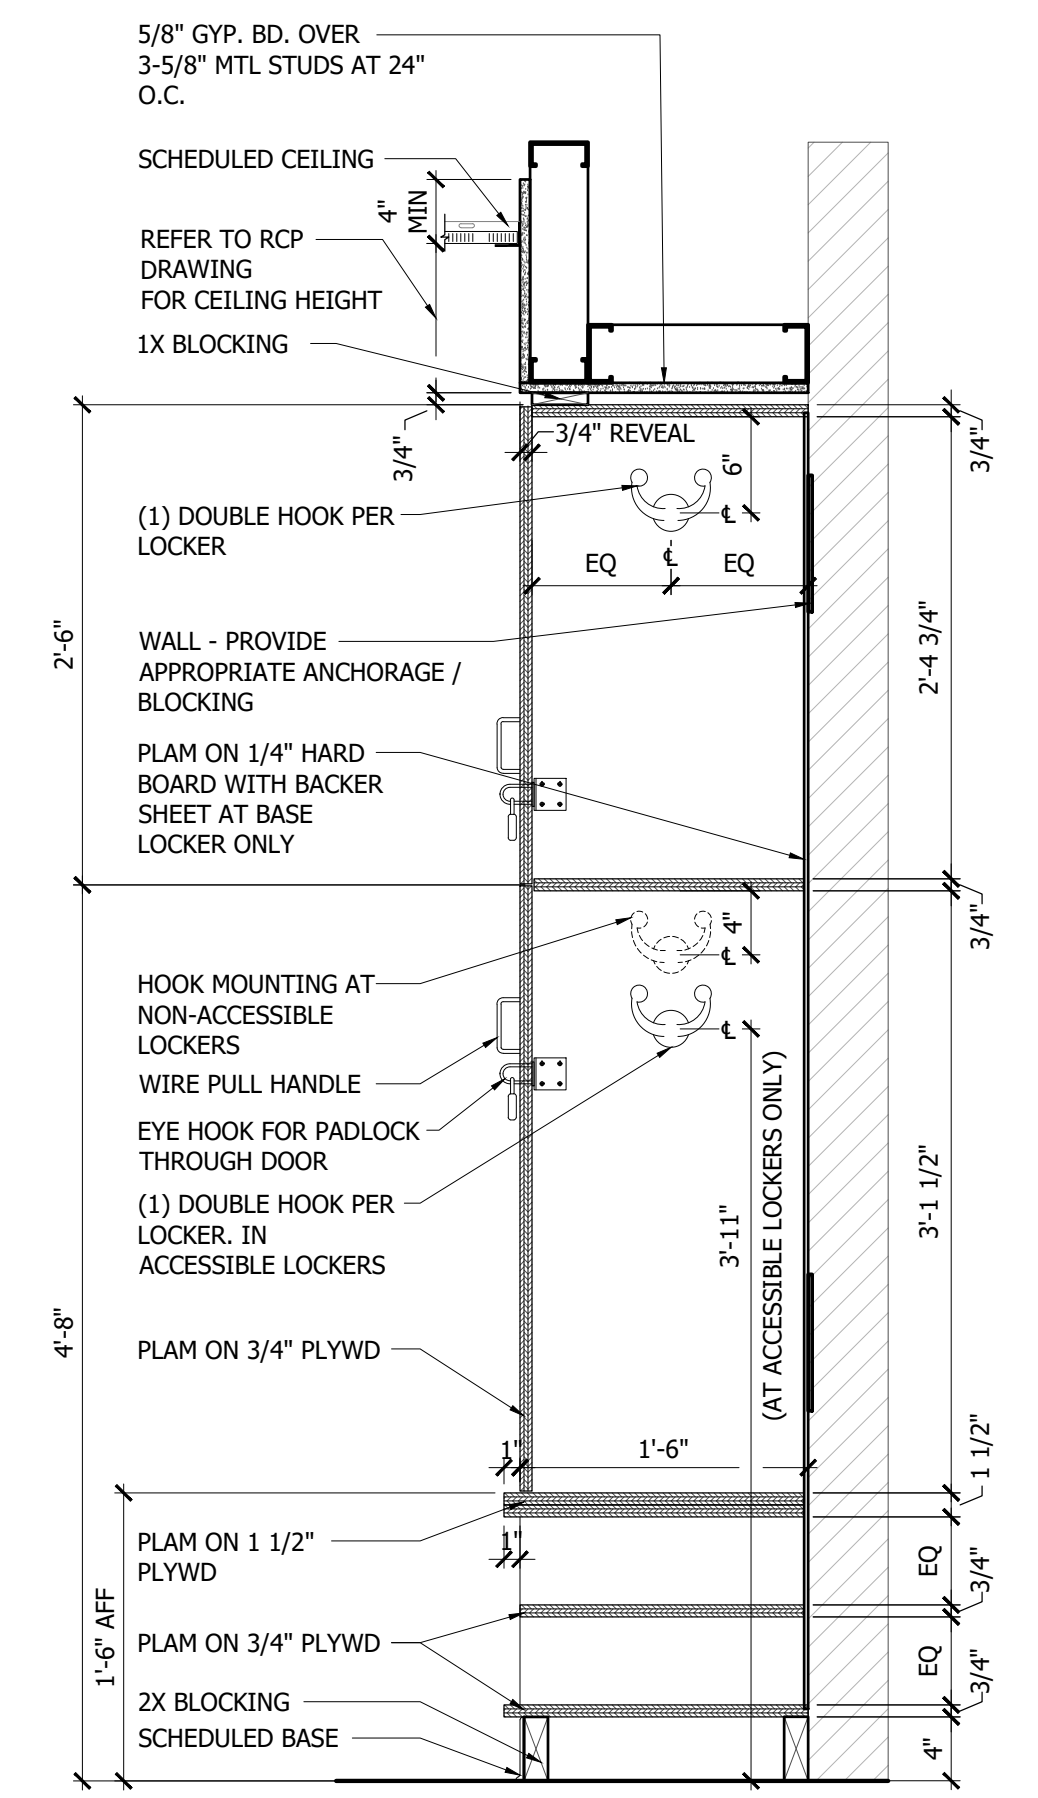 5/8" GYP. BD. OVER
3-5/8" MTL STUDS AT 24"
O.C.
SCHEDULED CEILING
4"
MIN
REFER TO RCP
DRAWING
FOR CEILING HEIGHT
1X BLOCKING
3/4"
3/4" REVEAL
6"
3/4"
(1) DOUBLE HOOK PER
LOCKER
℄
EQ
℄
EQ
2'-6"
WALL - PROVIDE
APPROPRIATE ANCHORAGE /
BLOCKING
2'-4 3/4"
PLAM ON 1/4" HARD
BOARD WITH BACKER
SHEET AT BASE
LOCKER ONLY
4"
3/4"
℄
HOOK MOUNTING AT
NON-ACCESSIBLE
LOCKERS
℄
WIRE PULL HANDLE
EYE HOOK FOR PADLOCK
THROUGH DOOR
(1) DOUBLE HOOK PER
LOCKER. IN
ACCESSIBLE LOCKERS
3'-11"
(AT ACCESSIBLE LOCKERS ONLY)
3'-1 1/2"
4'-8"
PLAM ON 3/4" PLYWD
1"
1'-6"
1 1/2"
PLAM ON 1 1/2"
PLYWD
1"
EQ
3/4"
1'-6" AFF
PLAM ON 3/4" PLYWD
EQ
3/4"
2X BLOCKING
SCHEDULED BASE
4"